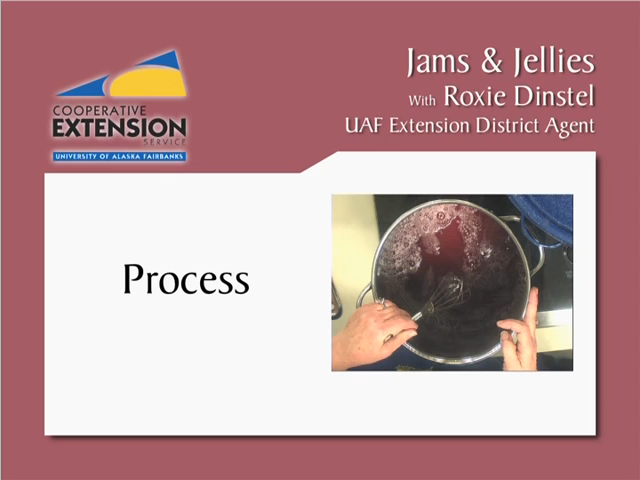 Jams & Jellies
With Roxie Dinstel
UAF Extension District Agent
COOPERATIVE
EXTENSION
SERVICE
UNIVERSITY OF ALASKA FAIRBANKS
Process